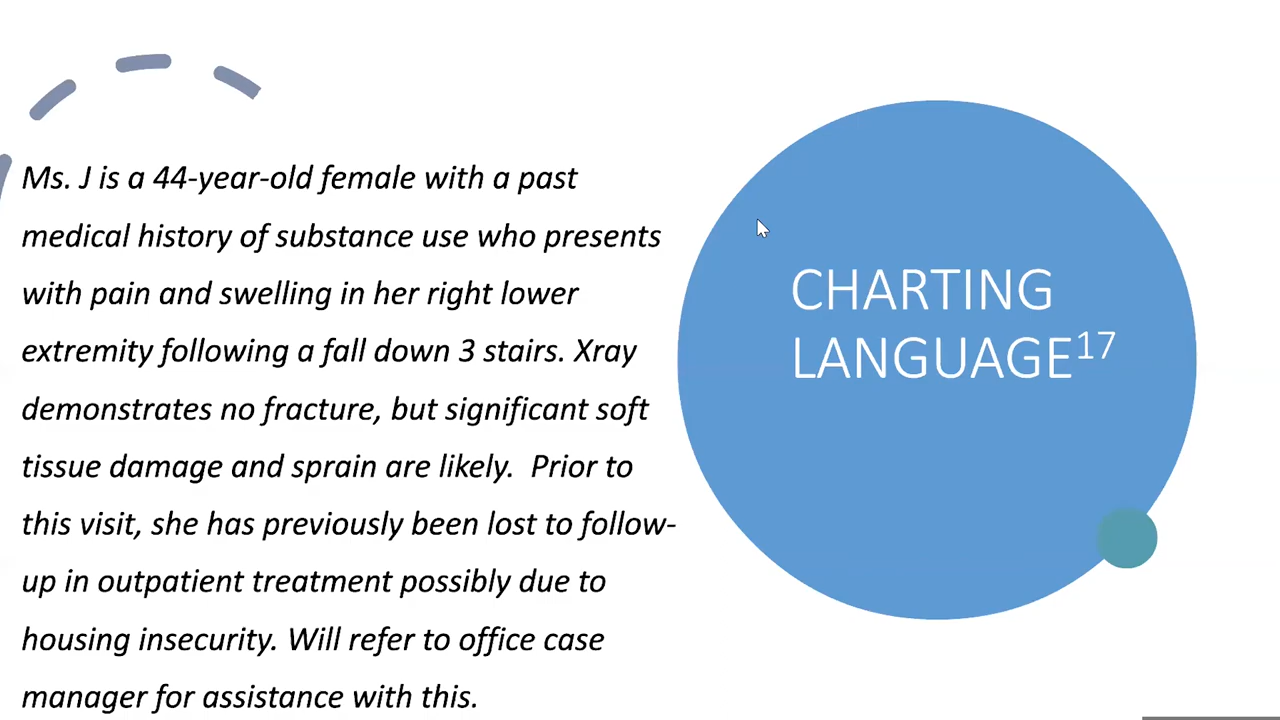 Ms. J is a 44-year-old female with a past
medical history of substance use who presents
with pain and swelling in her right lower
extremity following a fall down 3 stairs. Xray
demonstrates no fracture, but significant soft
tissue damage and sprain are likely.  Prior to
this visit, she has previously been lost to follow-
up in outpatient treatment possibly due to
housing insecurity. Will refer to office case
manager for assistance with this.
CHARTING
LANGUAGE17